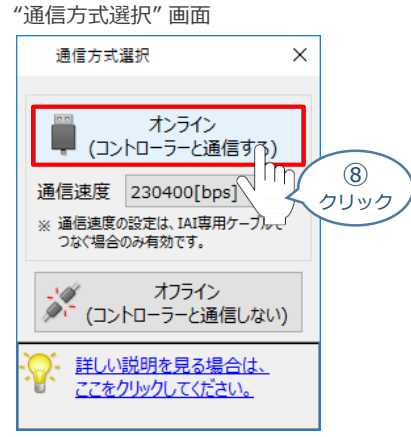 “通信方式選択” 画面
通信方式選択
オンライン
(コントローラーと通信する)
通信速度 230400[bps]
⑧
クリック
※ 通信速度の設定は、IAI専用ケーブルで
つなぐ場合のみ有効です。
オフライン
(コントローラーと通信しない)
詳しい説明を見る場合は、
ここをクリックしてください。